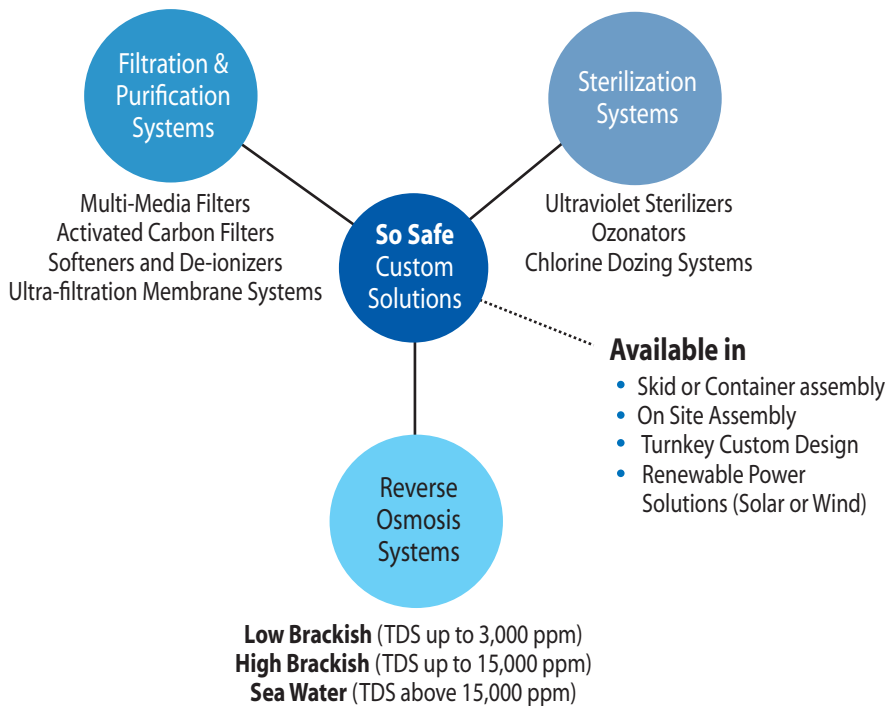 Filtration &
Purification
Systems
Multi-Media Filters
Activated Carbon Filters
Softeners and De-ionizers
Ultra-filtration Membrane Systems
Sterilization
Systems
Ultraviolet Sterilizers
Ozonators
Chlorine Dozing Systems
So Safe
Custom
Solutions
Available in
• Skid or Container assembly
• On Site Assembly
• Turnkey Custom Design
• Renewable Power
Solutions (Solar or Wind)
Reverse
Osmosis
Systems
Low Brackish (TDS up to 3,000 ppm)
High Brackish (TDS up to 15,000 ppm)
Sea Water (TDS above 15,000 ppm)